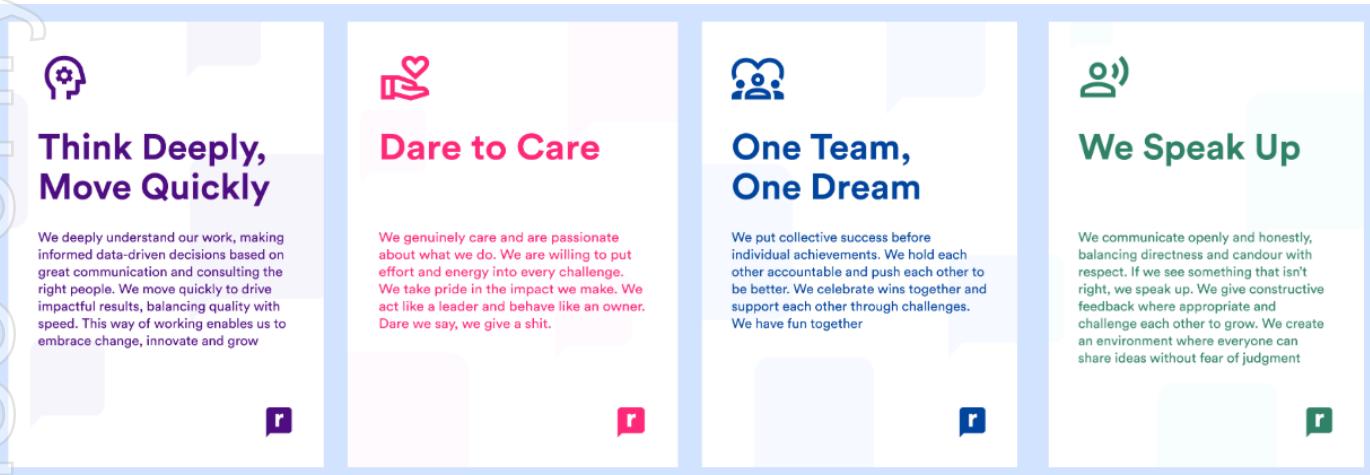 Think Deeply,
Move Quickly
We deeply understand our work, making
informed data-driven decisions based on
great communication and consulting the
right people. We move quickly to drive
impactful results, balancing quality with
speed. This way of working enables us to
embrace change, innovate and grow
r
Dare to Care
We genuinely care and are passionate
about what we do. We are willing to put
effort and energy into every challenge.
We take pride in the impact we make. We
act like a leader and behave like an owner.
Dare we say, we give a shit.
r
One Team,
One Dream
We put collective success before
individual achievements. We hold each
other accountable and push each other to
be better. We celebrate wins together and
support each other through challenges.
We have fun together
r
We Speak Up
We communicate openly and honestly,
balancing directness and candour with
respect. If we see something that isn't
right, we speak up. We give constructive
feedback where appropriate and
challenge each other to grow. We create
an environment where everyone can
share ideas without fear of judgment
r